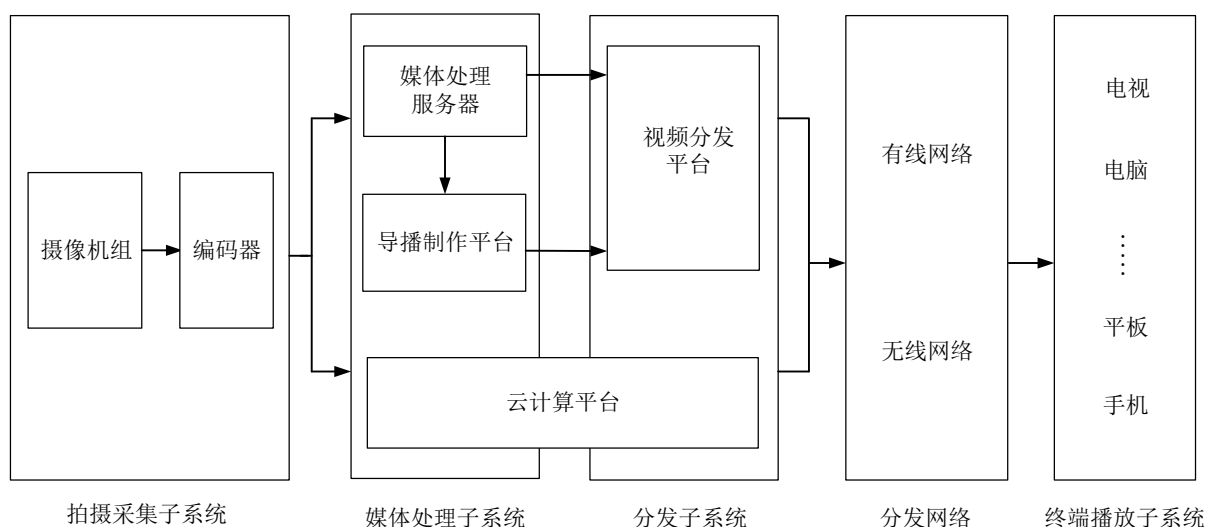 摄像机组
编码器
媒体处理
服务器
导播制作平台
视频分发
平台
云计算平台
有线网络
无线网络
电视
电脑
……
平板
手机
拍摄采集子系统
媒体处理子系统
分发子系统
分发网络
终端播放子系统